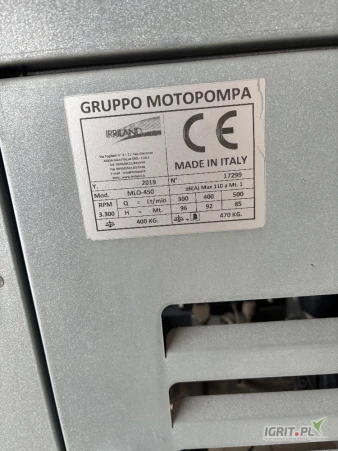 GRUPPO MOTOPOMPA
IRRILAND
CE
MADE IN ITALY
Y. 2019 N° 17299
Mod. MLO-450 dB(A) Max 110 a Mt. 1
RPM Q = Lt/min 300 400 500
3.300 H = Mt. 96 92 85
400 KG. + 470 KG.
IGRIT.PL